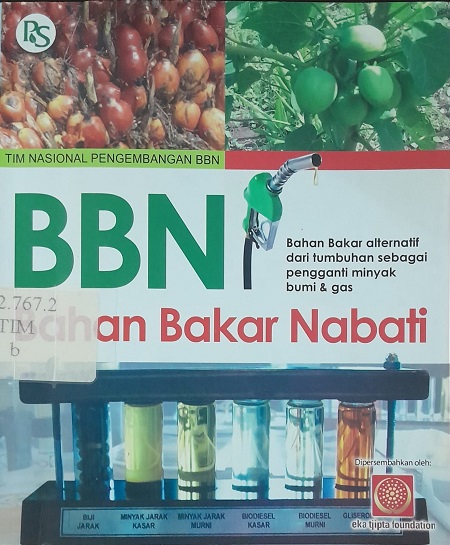 PS
TIM NASIONAL PENGEMBANGAN BBN
BBN
Bahan Bakar alternatif
dari tumbuhan sebagai
pengganti minyak
bumi & gas
2.767.2
TIM
b
Bahan Bakar Nabati
Dipersembahkan oleh:
eka tjipta foundation
BIJI
JARAK
MINYAK JARAK
KASAR
MINYAK JARAK
MURNI
BIODIESEL
KASAR
BIODIESEL
MURNI